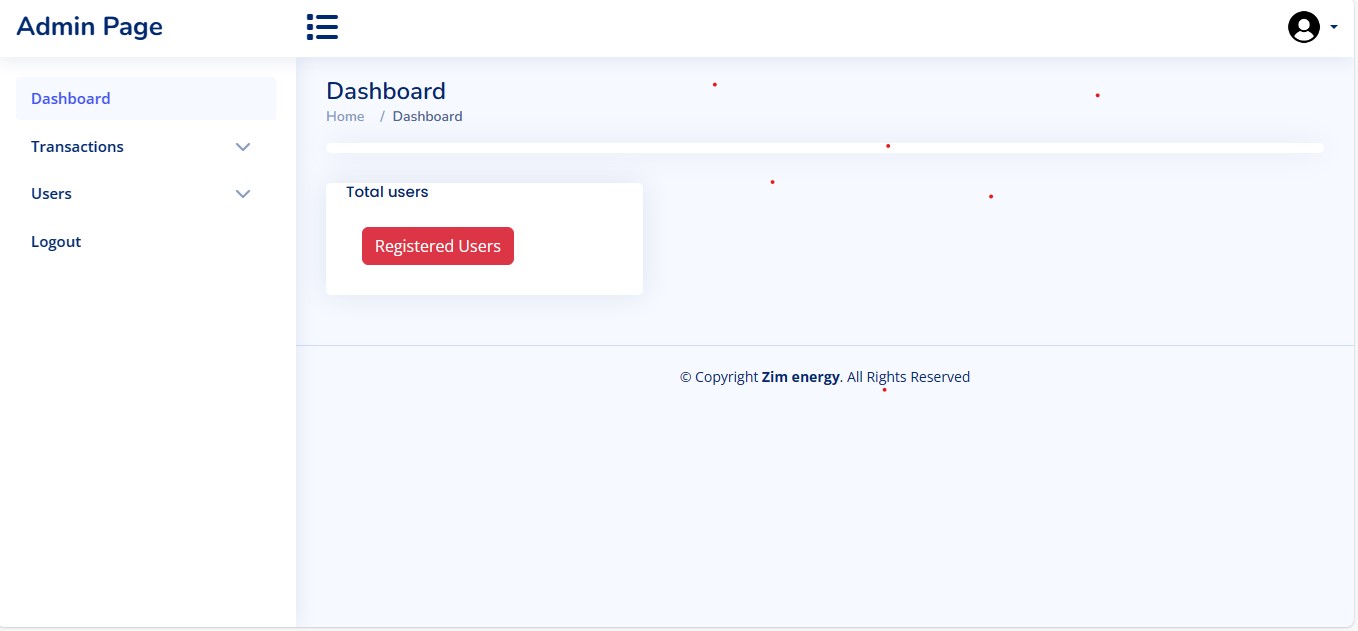 Admin Page
Dashboard
Transactions
Users
Logout
Dashboard
Home / Dashboard
Total users
Registered Users
© Copyright Zim energy. All Rights Reserved